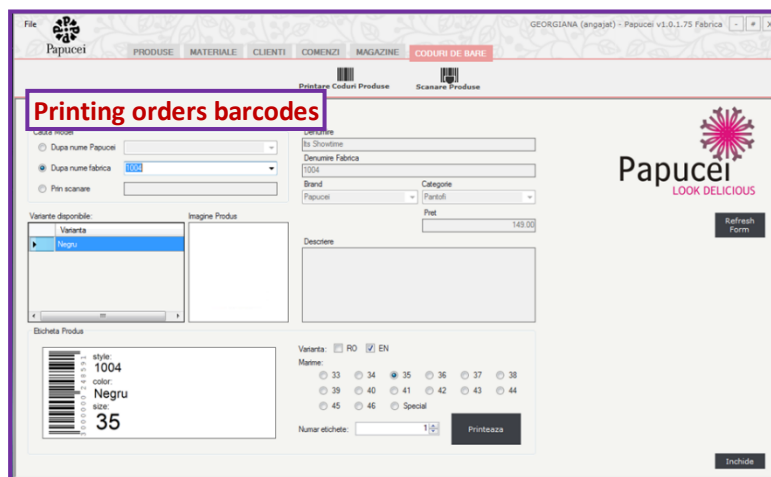 File
GEORGIANA (angajat) - Papucei v1.0.1.75 Fabrica
Papucei
PRODUSE MATERIALE CLIENTI COMENZI MAGAZINE CODURI DE BARE
Printare Coduri Produse Scanare Produse
Printing orders barcodes
Cauta Model
Dupa nume Papucei
Dupa nume fabrica 1004
Prin scanare
Denumire
Its Showtime
Denumire Fabrica
1004
Brand Categorie
Papucei Pantofi
Pret
149.00
Descriere
Papucei
LOOK DELICIOUS
Refresh
Form
Variante disponibile: Imagine Produs
Varianta
Negru
Eticheta Produs
style:
1004
color:
Negru
size:
35
Varianta: RO EN
Marime:
33 34 35 36 37 38
39 40 41 42 43 44
45 46 Special
Numar etichete: 1 Printeaza
Inchide